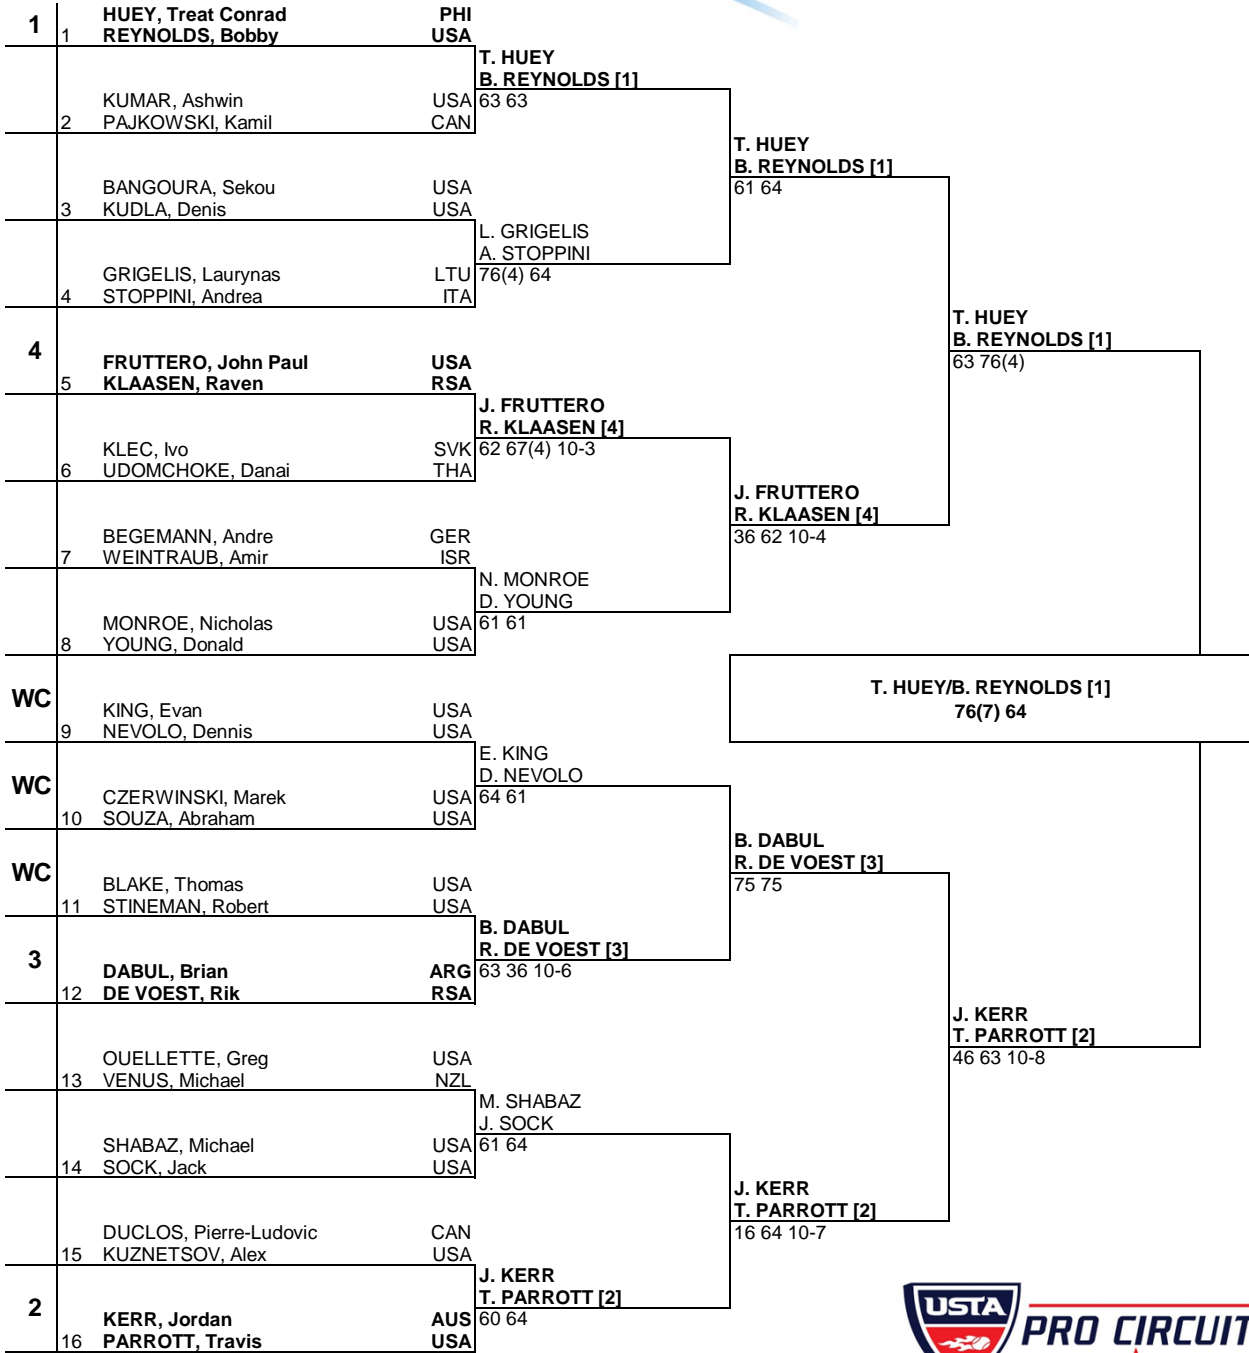 1
HUEY, Treat Conrad PHI
1 REYNOLDS, Bobby USA
T. HUEY
B. REYNOLDS [1]
KUMAR, Ashwin USA 63 63
2 PAJKOWSKI, Kamil CAN
T. HUEY
B. REYNOLDS [1]
BANGOURA, Sekou USA 61 64
3 KUDLA, Denis USA
L. GRIGELIS
A. STOPPINI
GRIGELIS, Laurynas LTU 76(4) 64
4 STOPPINI, Andrea ITA
T. HUEY
B. REYNOLDS [1]
4
FRUTTERO, John Paul USA 63 76(4)
5 KLAASEN, Raven RSA
J. FRUTTERO
R. KLAASEN [4]
KLEC, Ivo SVK 62 67(4) 10-3
6 UDOMCHOKE, Danai THA
J. FRUTTERO
R. KLAASEN [4]
BEGEMANN, Andre GER 36 62 10-4
7 WEINTRAUB, Amir ISR
N. MONROE
D. YOUNG
MONROE, Nicholas USA 61 61
8 YOUNG, Donald USA
WC
T. HUEY/B. REYNOLDS [1]
KING, Evan USA 76(7) 64
9 NEVOLO, Dennis USA
E. KING
D. NEVOLO
WC
CZERWINSKI, Marek USA 64 61
10 SOUZA, Abraham USA
B. DABUL
R. DE VOEST [3]
WC
BLAKE, Thomas USA 75 75
11 STINEMAN, Robert USA
B. DABUL
R. DE VOEST [3]
3
DABUL, Brian ARG 63 36 10-6
12 DE VOEST, Rik RSA
J. KERR
T. PARROTT [2]
OUELLETTE, Greg USA 46 63 10-8
13 VENUS, Michael NZL
M. SHABAZ
J. SOCK
SHABAZ, Michael USA 61 64
14 SOCK, Jack USA
J. KERR
T. PARROTT [2]
DUCLOS, Pierre-Ludovic CAN 16 64 10-7
15 KUZNETSOV, Alex USA
J. KERR
T. PARROTT [2]
2
KERR, Jordan AUS 60 64
16 PARROTT, Travis USA
USTA
PRO CIRCUIT